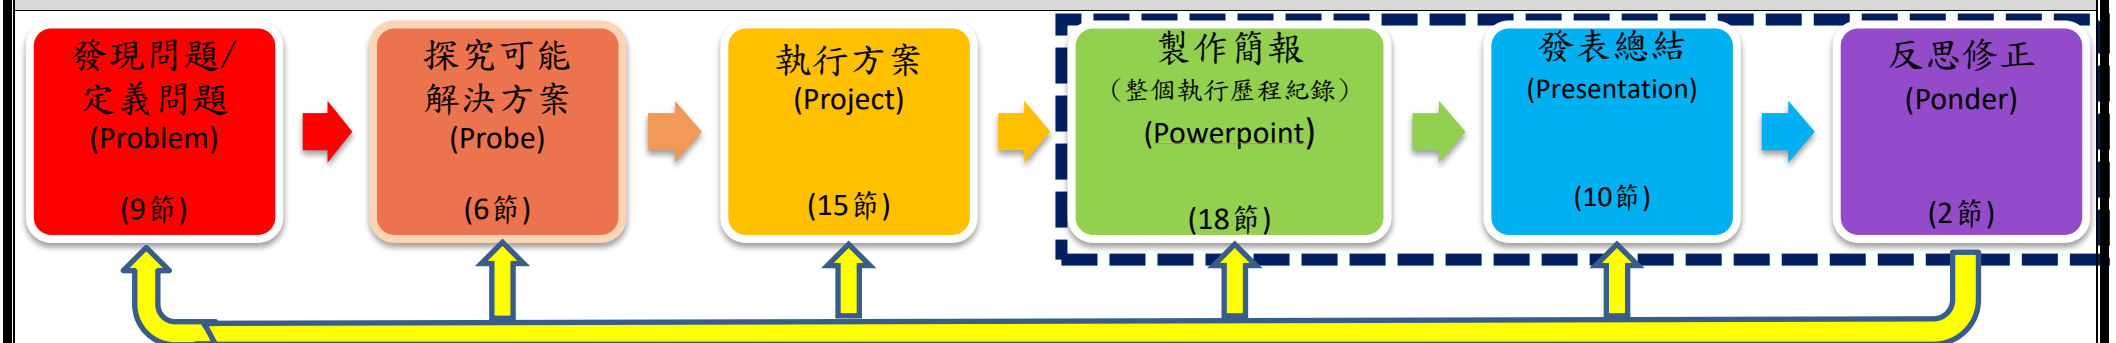 發現問題/
定義問題
(Problem)
(9節)
探究可能
解決方案
(Probe)
(6節)
執行方案
(Project)
(15節)
製作簡報
(整個執行歷程紀錄)
(Powerpoint)
(18節)
發表總結
(Presentation)
(10節)
反思修正
(Ponder)
(2節)